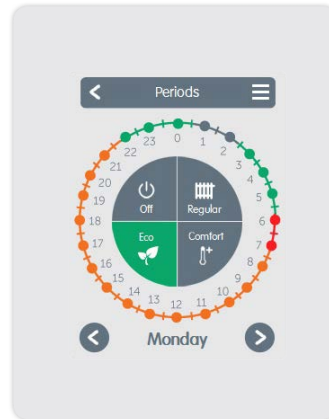 Periods
23 0 1
22 2
21 3
20 4
19 5
18 6
17 7
16 8
15 9
14 10
13 12 11
Off
Regular
Eco
Comfort
Monday